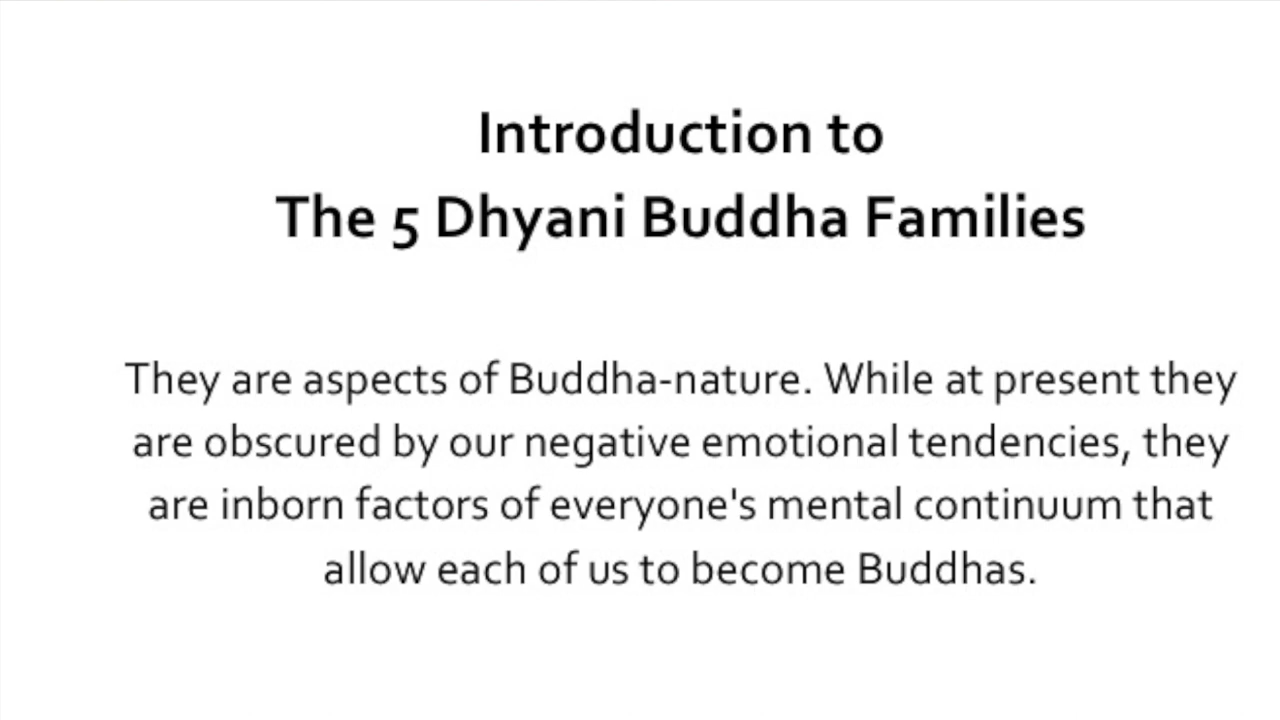 Introduction to
The 5 Dhyani Buddha Families
They are aspects of Buddha-nature. While at present they
are obscured by our negative emotional tendencies, they
are inborn factors of everyone's mental continuum that
allow each of us to become Buddhas.